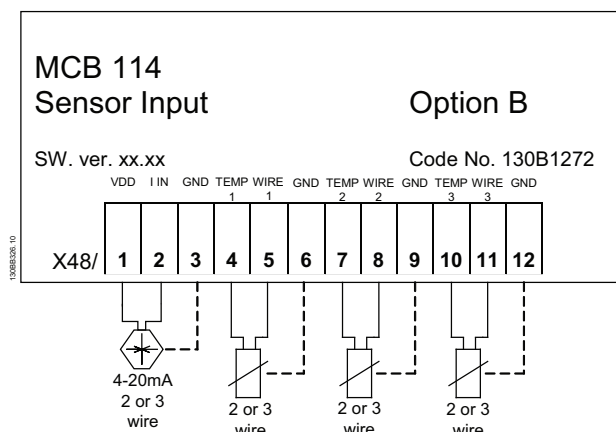 MCB 114
Sensor Input
Option B
SW. ver. xx.xx
Code No. 130B1272
VDD I IN GND TEMP WIRE GND TEMP WIRE GND TEMP WIRE GND
1 1 2 2 3 3
X48/ 1 2 3 4 5 6 7 8 9 10 11 12
130BB326.10
4-20mA
2 or 3
wire
2 or 3
wire
2 or 3
wire
2 or 3
wire